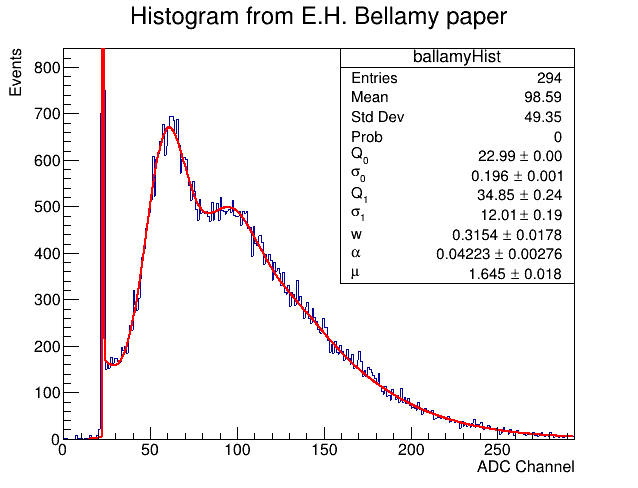 Histogram from E.H. Bellamy paper
Events
ballamyHist
Entries 294
Mean 98.59
Std Dev 49.35
Prob 0
Q₀ 22.99 ± 0.00
σ₀ 0.196 ± 0.001
Q₁ 34.85 ± 0.24
σ₁ 12.01 ± 0.19
w 0.3154 ± 0.0178
α 0.04223 ± 0.00276
μ 1.645 ± 0.018
800
700
600
500
400
300
200
100
0
0 50 100 150 200 250
ADC Channel